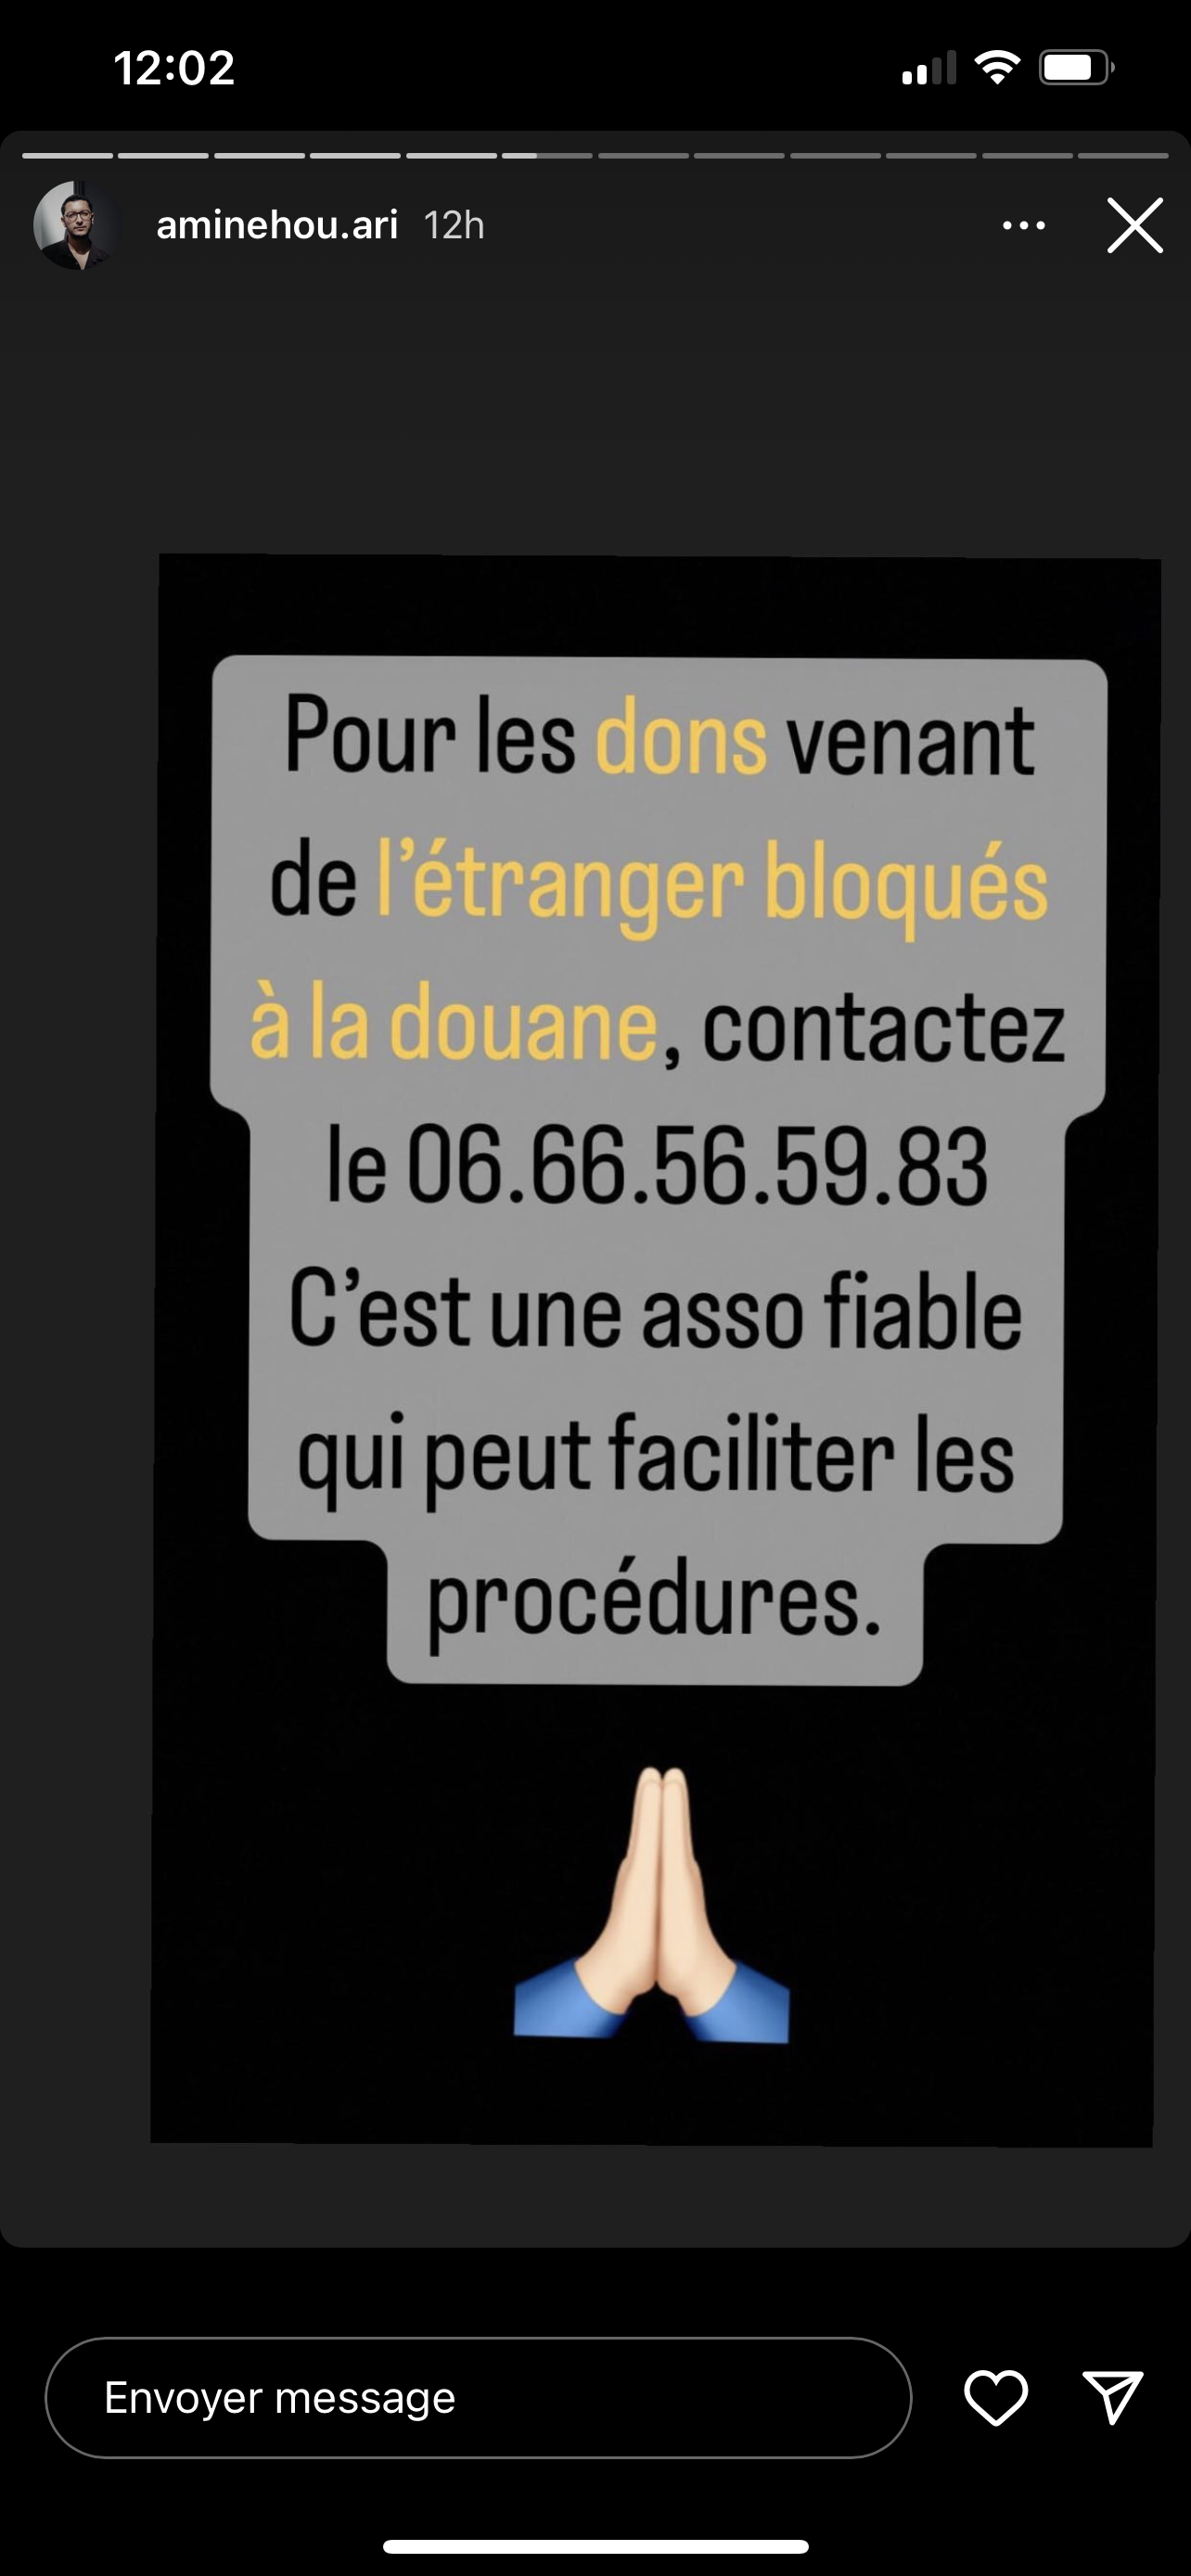 12:02
aminehou.ari 12h
Pour les dons venant
de l’étranger bloqués
à la douane, contactez
le 06.66.56.59.83
C’est une asso fiable
qui peut faciliter les
procédures.
Envoyer message